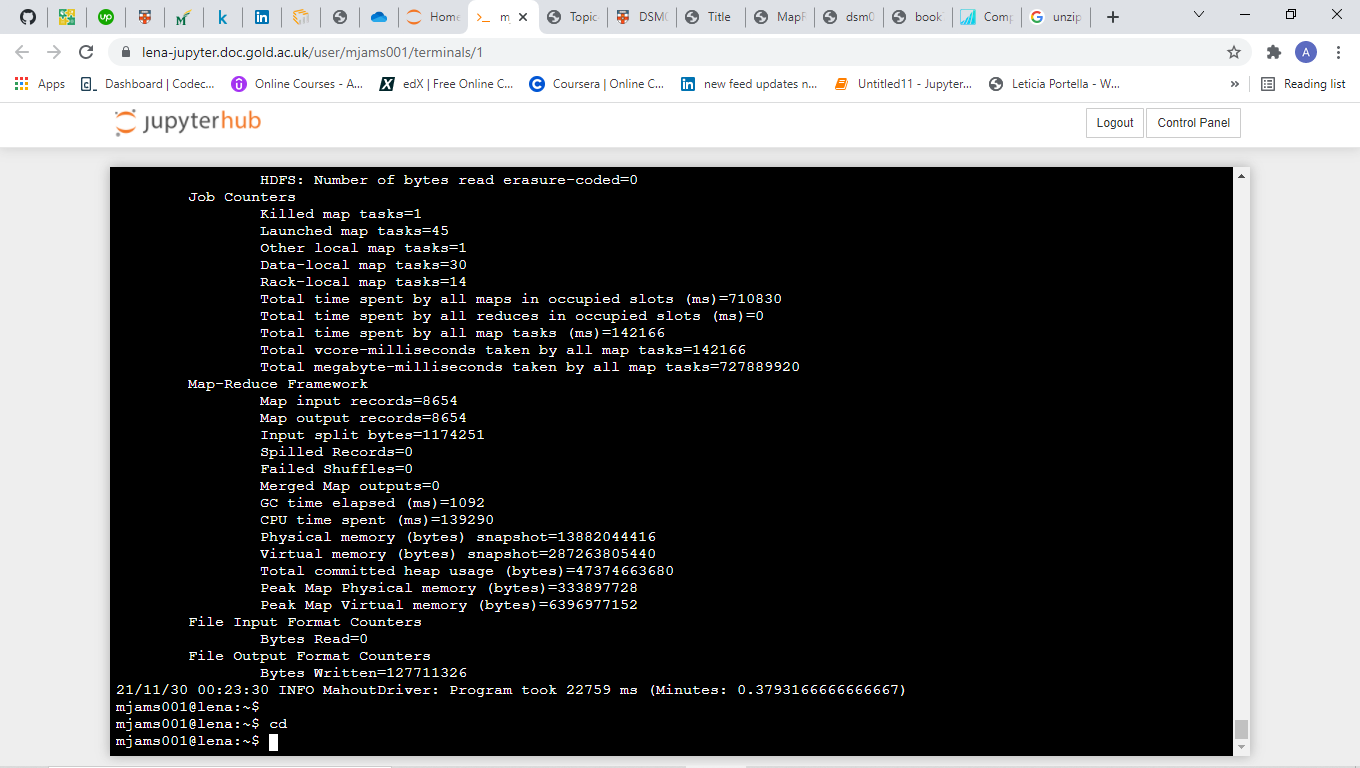 up
k
Home
m
Topic
DSM0
Title
MapR
dsm0
book
Comp
unzip
lena-jupyter.doc.gold.ac.uk/user/mjams001/terminals/1
A
Apps
Dashboard | Codec...
Online Courses - A...
edX | Free Online C...
Coursera | Online C...
new feed updates n...
Untitled11 - Jupyter...
Leticia Portella - W...
»
Reading list
jupyterhub
Logout
Control Panel
HDFS: Number of bytes read erasure-coded=0
Job Counters
Killed map tasks=1
Launched map tasks=45
Other local map tasks=1
Data-local map tasks=30
Rack-local map tasks=14
Total time spent by all maps in occupied slots (ms)=710830
Total time spent by all reduces in occupied slots (ms)=0
Total time spent by all map tasks (ms)=142166
Total vcore-milliseconds taken by all map tasks=142166
Total megabyte-milliseconds taken by all map tasks=727889920
Map-Reduce Framework
Map input records=8654
Map output records=8654
Input split bytes=1174251
Spilled Records=0
Failed Shuffles=0
Merged Map outputs=0
GC time elapsed (ms)=1092
CPU time spent (ms)=139290
Physical memory (bytes) snapshot=13882044416
Virtual memory (bytes) snapshot=287263805440
Total committed heap usage (bytes)=47374663680
Peak Map Physical memory (bytes)=333897728
Peak Map Virtual memory (bytes)=6396977152
File Input Format Counters
Bytes Read=0
File Output Format Counters
Bytes Written=127711326
21/11/30 00:23:30 INFO MahoutDriver: Program took 22759 ms (Minutes: 0.3793166666666667)
mjams001@lena:~$
mjams001@lena:~$ cd
mjams001@lena:~$